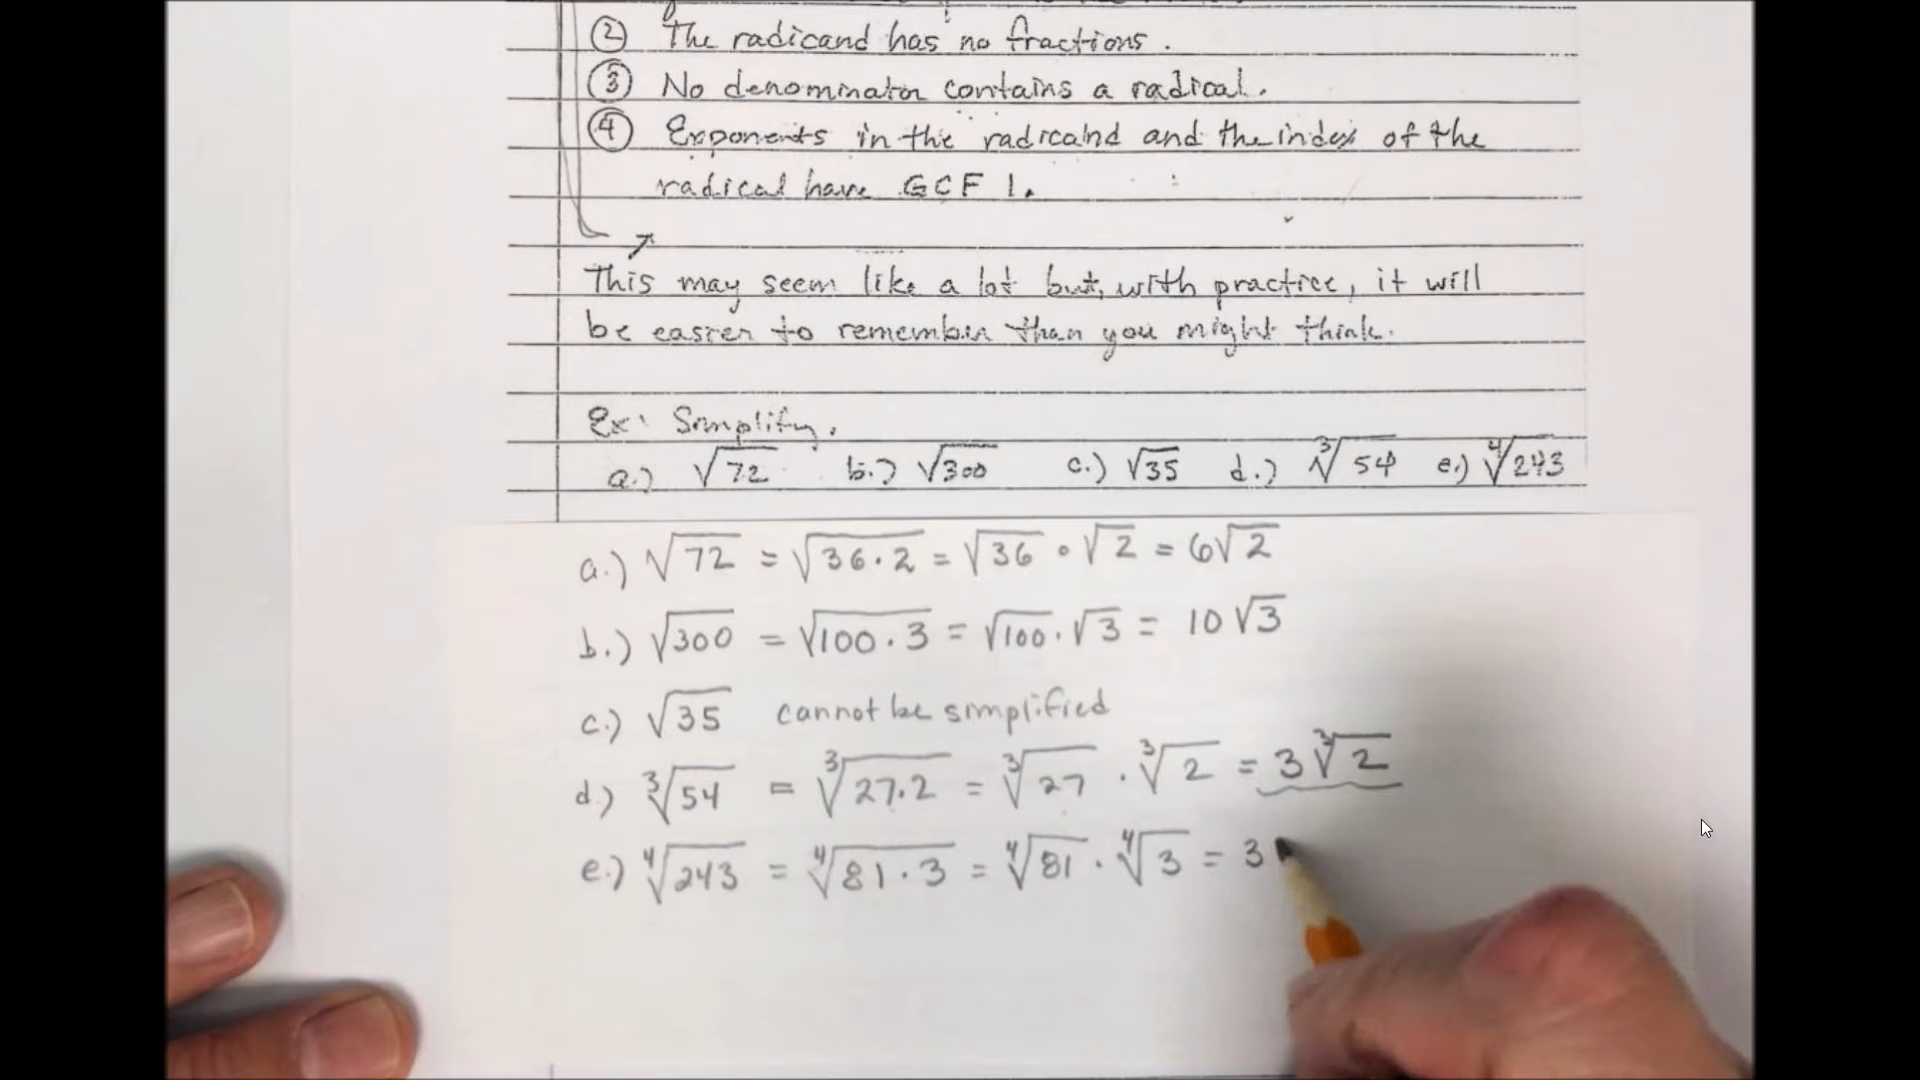 ② The radicand has no fractions.
③ No denominator contains a radical.
④ Exponents in the radicand and the index of the
radical have GCF 1.
This may seem like a lot but, with practice, it will
be easier to remember than you might think.
Ex: Simplify.
a.) √72 b.) √300 c.) √35 d.) ∛54 e.) ∜243
a.) √72 = √36·2 = √36 · √2 = 6√2
b.) √300 = √100·3 = √100 · √3 = 10√3
c.) √35 cannot be simplified
d.) ∛54 = ∛27·2 = ∛27 · ∛2 = 3∛2
e.) ∜243 = ∜81·3 = ∜81 · ∜3 = 3